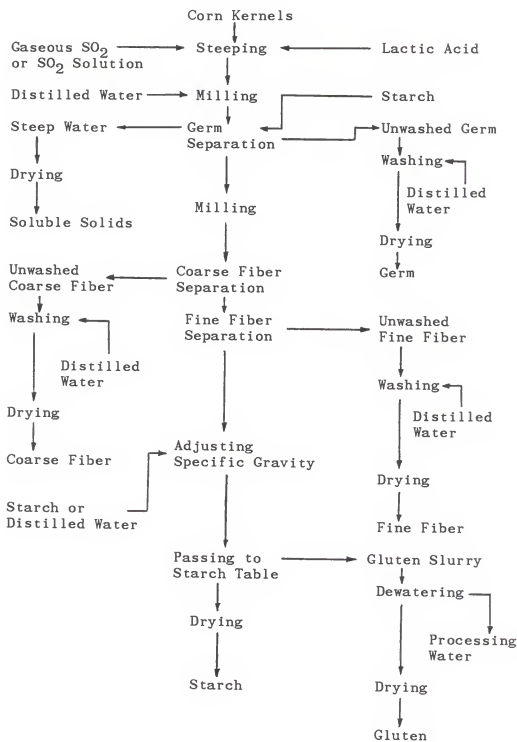 Corn Kernels
Gaseous SO2
or SO2 Solution
Steeping
Lactic Acid
Distilled Water
Milling
Starch
Steep Water
Germ
Separation
Unwashed Germ
Drying
Washing
Distilled
Water
Soluble Solids
Milling
Drying
Germ
Unwashed
Coarse Fiber
Coarse Fiber
Separation
Washing
Fine Fiber
Separation
Unwashed
Fine Fiber
Distilled
Water
Washing
Distilled
Water
Drying
Coarse Fiber
Adjusting
Specific Gravity
Drying
Starch or
Distilled Water
Fine Fiber
Passing to
Starch Table
Gluten Slurry
Dewatering
Drying
Processing
Water
Starch
Drying
Gluten